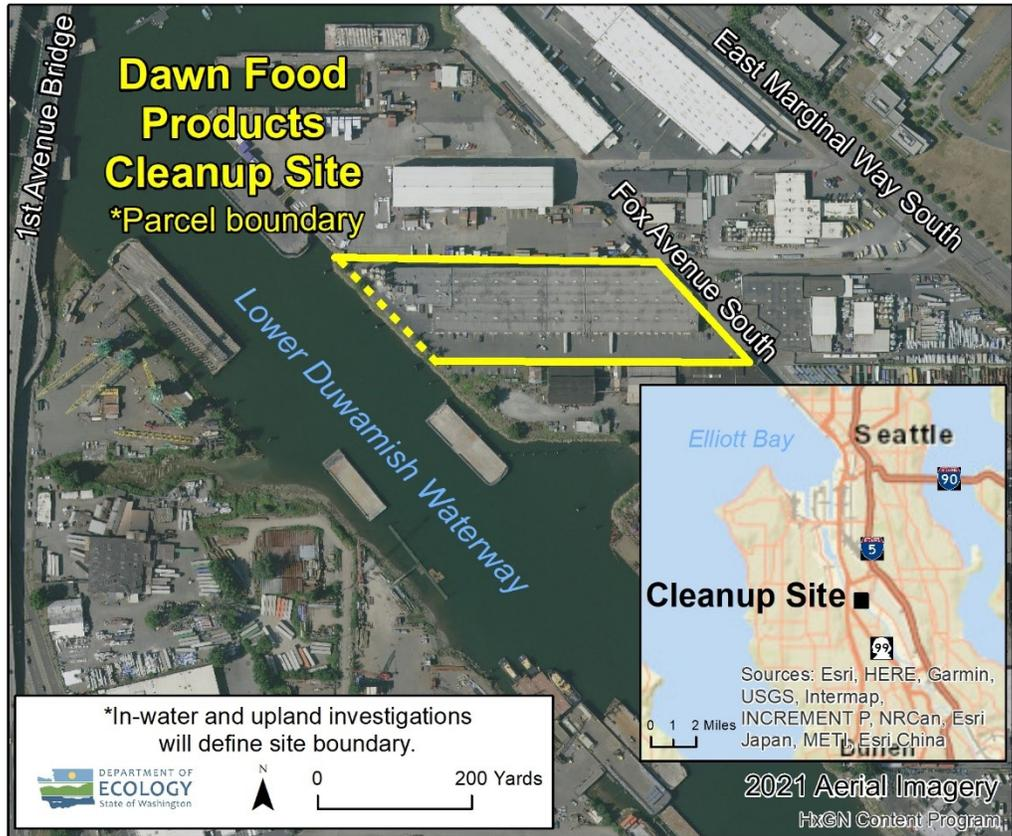 1st Avenue Bridge
Dawn Food
Products
Cleanup Site
*Parcel boundary
East Marginal Way South
Fox Avenue South
Lower Duwamish Waterway
Elliott Bay
Seattle
90
5
Cleanup Site
99
Sources: Esri, HERE, Garmin,
USGS, Intermap,
INCREMENT P, NRCan, Esri
Japan, METI, Esri China
Burien
0 1 2 Miles
*In-water and upland investigations
will define site boundary.
DEPARTMENT OF
ECOLOGY
State of Washington
N
0 200 Yards
2021 Aerial Imagery
HxGN Content Program